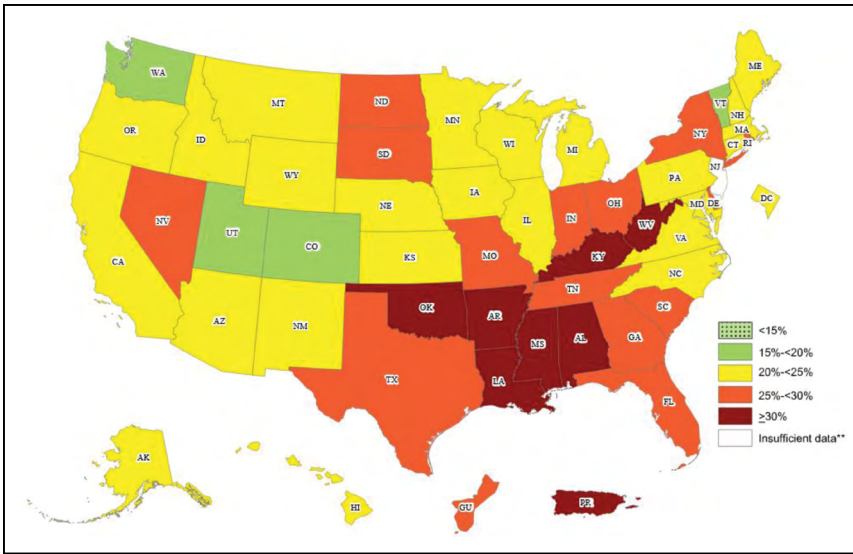 WA
MT
ND
MN
ME
VT
NH
OR
ID
SD
WI
MI
NY
MA
CT
RI
WY
IA
PA
NJ
NE
NV
UT
CO
IL
IN
OH
MD
DE
DC
WV
VA
CA
KS
MO
KY
NC
TN
AZ
NM
OK
AR
SC
MS
AL
GA
TX
LA
FL
AK
HI
GU
PR
<15%
15%-<20%
20%-<25%
25%-<30%
≥30%
Insufficient data**